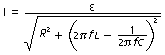 I = ε / √(R² + (2πfL − 1/(2πfC))²)